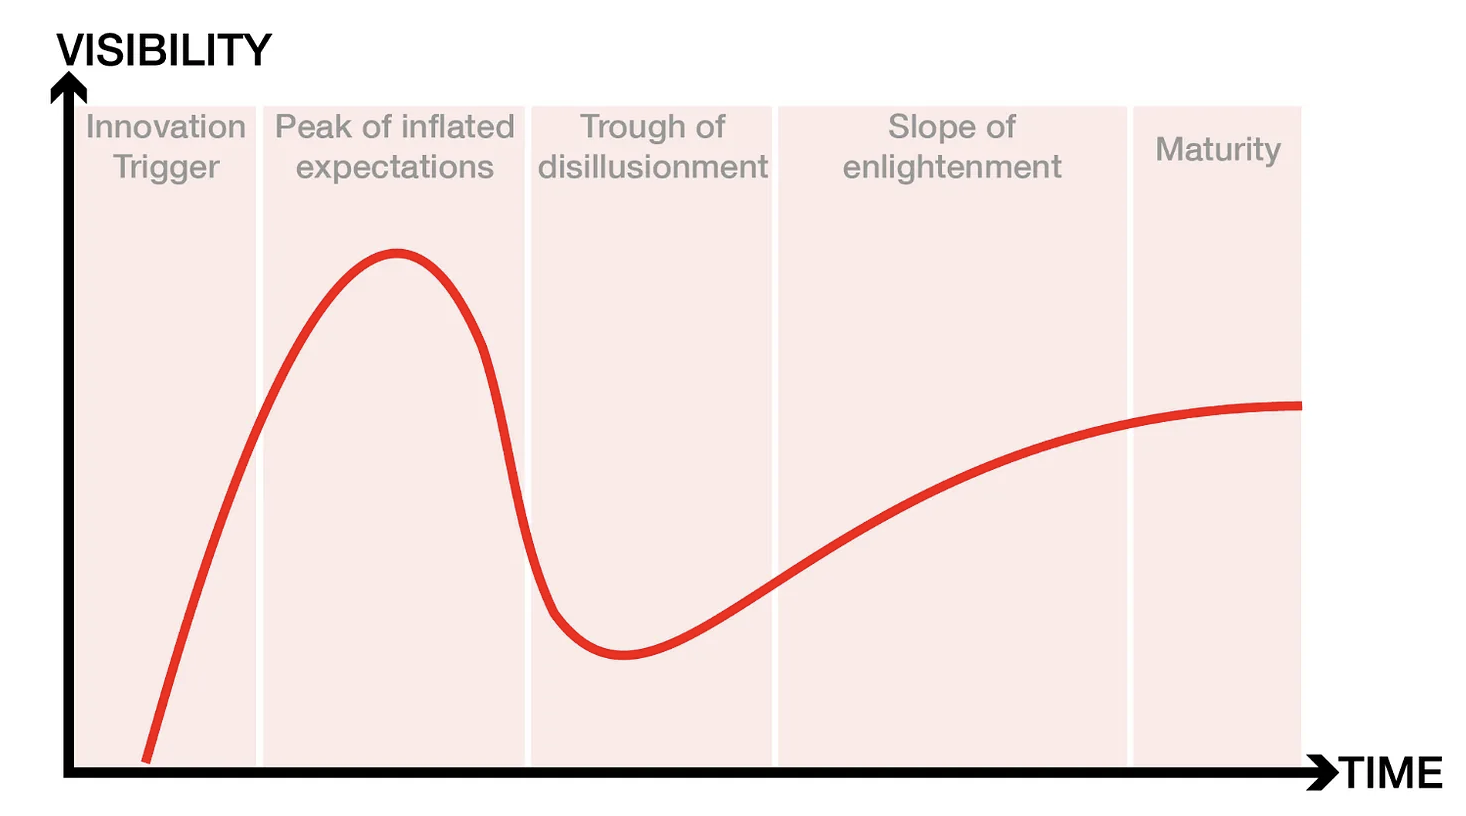 VISIBILITY
Innovation
Trigger
Peak of inflated
expectations
Trough of
disillusionment
Slope of
enlightenment
Maturity
TIME